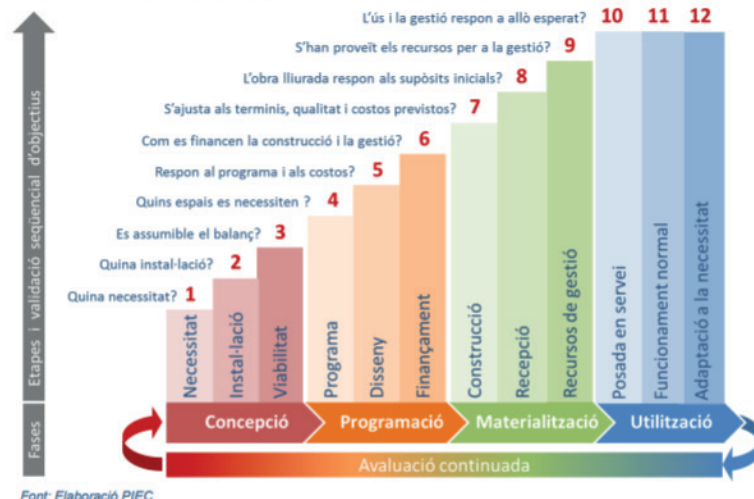 L'ús i la gestió respon a allò esperat? 10 11 12
S'han proveït els recursos per a la gestió? 9
L'obra lliurada respon als supòsits inicials? 8
S'ajusta als terminis, qualitat i costos previstos? 7
Com es financen la construcció i la gestió? 6
Respon al programa i als costos? 5
Quins espais es necessiten ? 4
Es assumible el balanç? 3
Quina instal·lació? 2
Quina necessitat? 1
Etapes i validació seqüencial d'objectius
Necessitat
Instal·lació
Viabilitat
Programa
Disseny
Finançament
Construcció
Recepció
Recursos de gestió
Posada en servei
Funcionament normal
Adaptació a la necessitat
Fases
Concepció
Programació
Materialització
Utilització
Avaluació continuada
Font: Elaboració PIEC